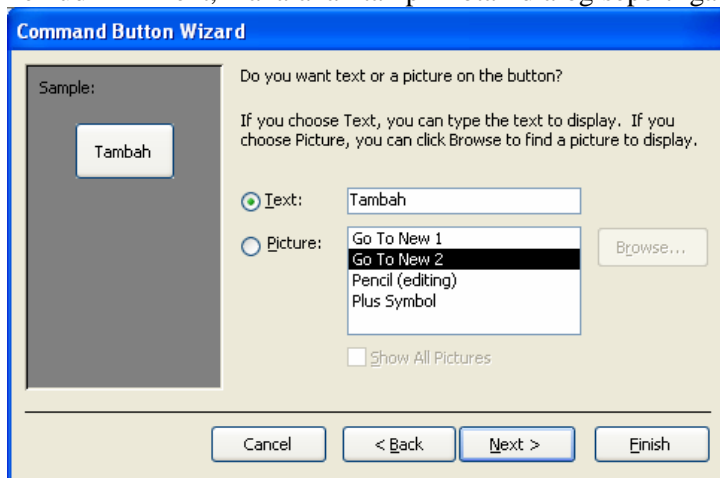 Command Button Wizard
Sample:
Tambah
Do you want text or a picture on the button?
If you choose Text, you can type the text to display. If you
choose Picture, you can click Browse to find a picture to display.
Text:
Tambah
Picture:
Go To New 1
Go To New 2
Pencil (editing)
Plus Symbol
Browse...
Show All Pictures
Cancel
< Back
Next >
Finish